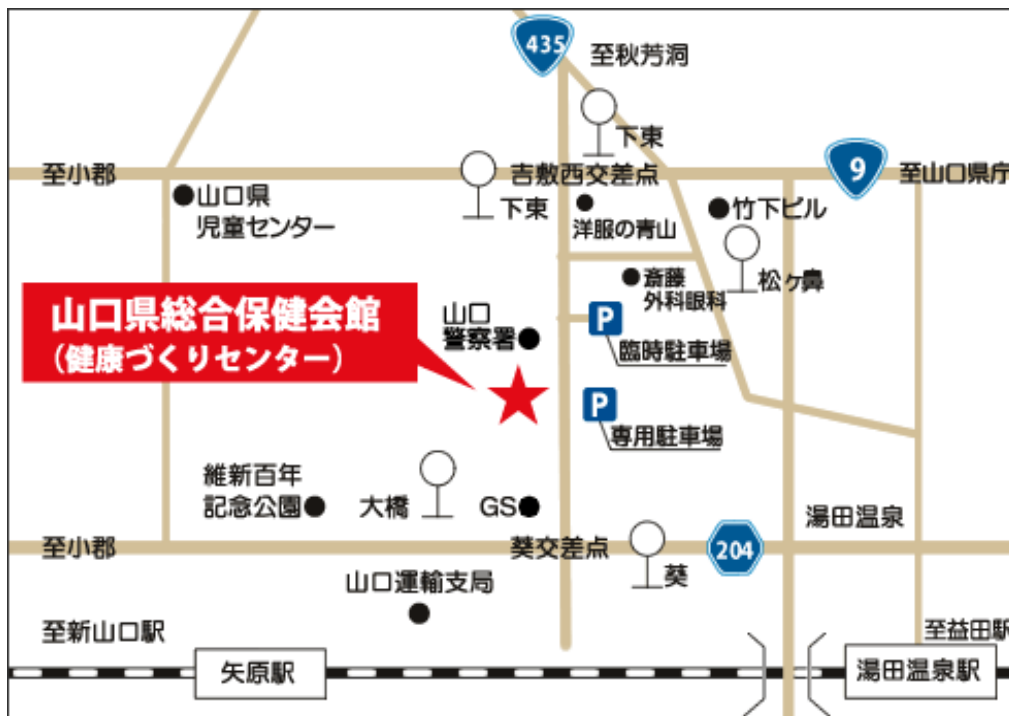 435
至秋芳洞
下東
至小郡
吉敷西交差点
9
至山口県庁
山口県
児童センター
下東
洋服の青山
竹下ビル
松ヶ鼻
斎藤
外科眼科
山口県総合保健会館
(健康づくりセンター)
山口
警察署
P
臨時駐車場
P
専用駐車場
維新百年
記念公園
大橋
GS
湯田温泉
至小郡
葵交差点
204
葵
山口運輸支局
至新山口駅
至益田駅
矢原駅
湯田温泉駅